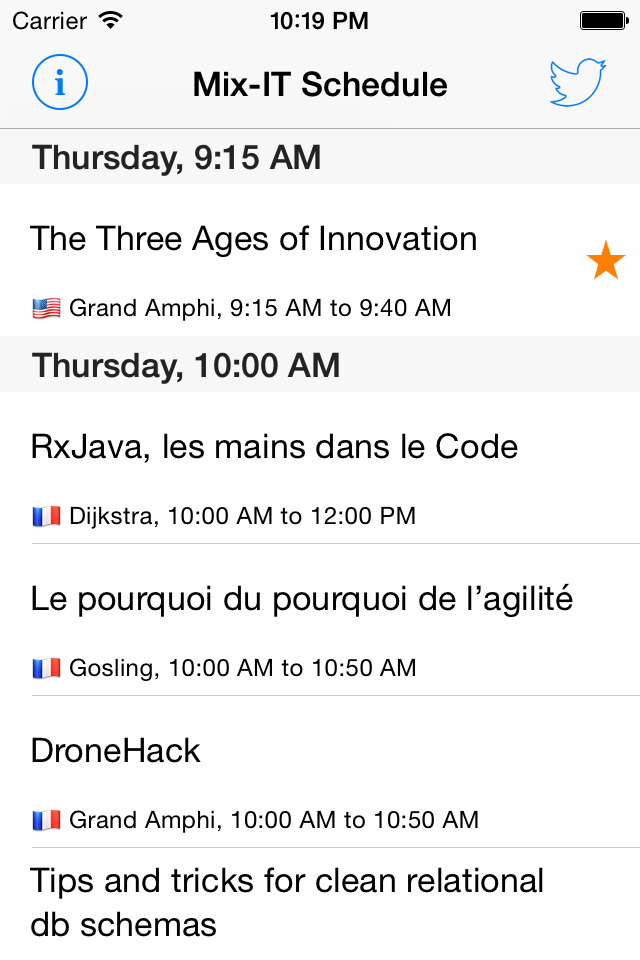 Carrier 10:19 PM
i Mix-IT Schedule
Thursday, 9:15 AM
The Three Ages of Innovation
Grand Amphi, 9:15 AM to 9:40 AM
Thursday, 10:00 AM
RxJava, les mains dans le Code
Dijkstra, 10:00 AM to 12:00 PM
Le pourquoi du pourquoi de l’agilité
Gosling, 10:00 AM to 10:50 AM
DroneHack
Grand Amphi, 10:00 AM to 10:50 AM
Tips and tricks for clean relational
db schemas